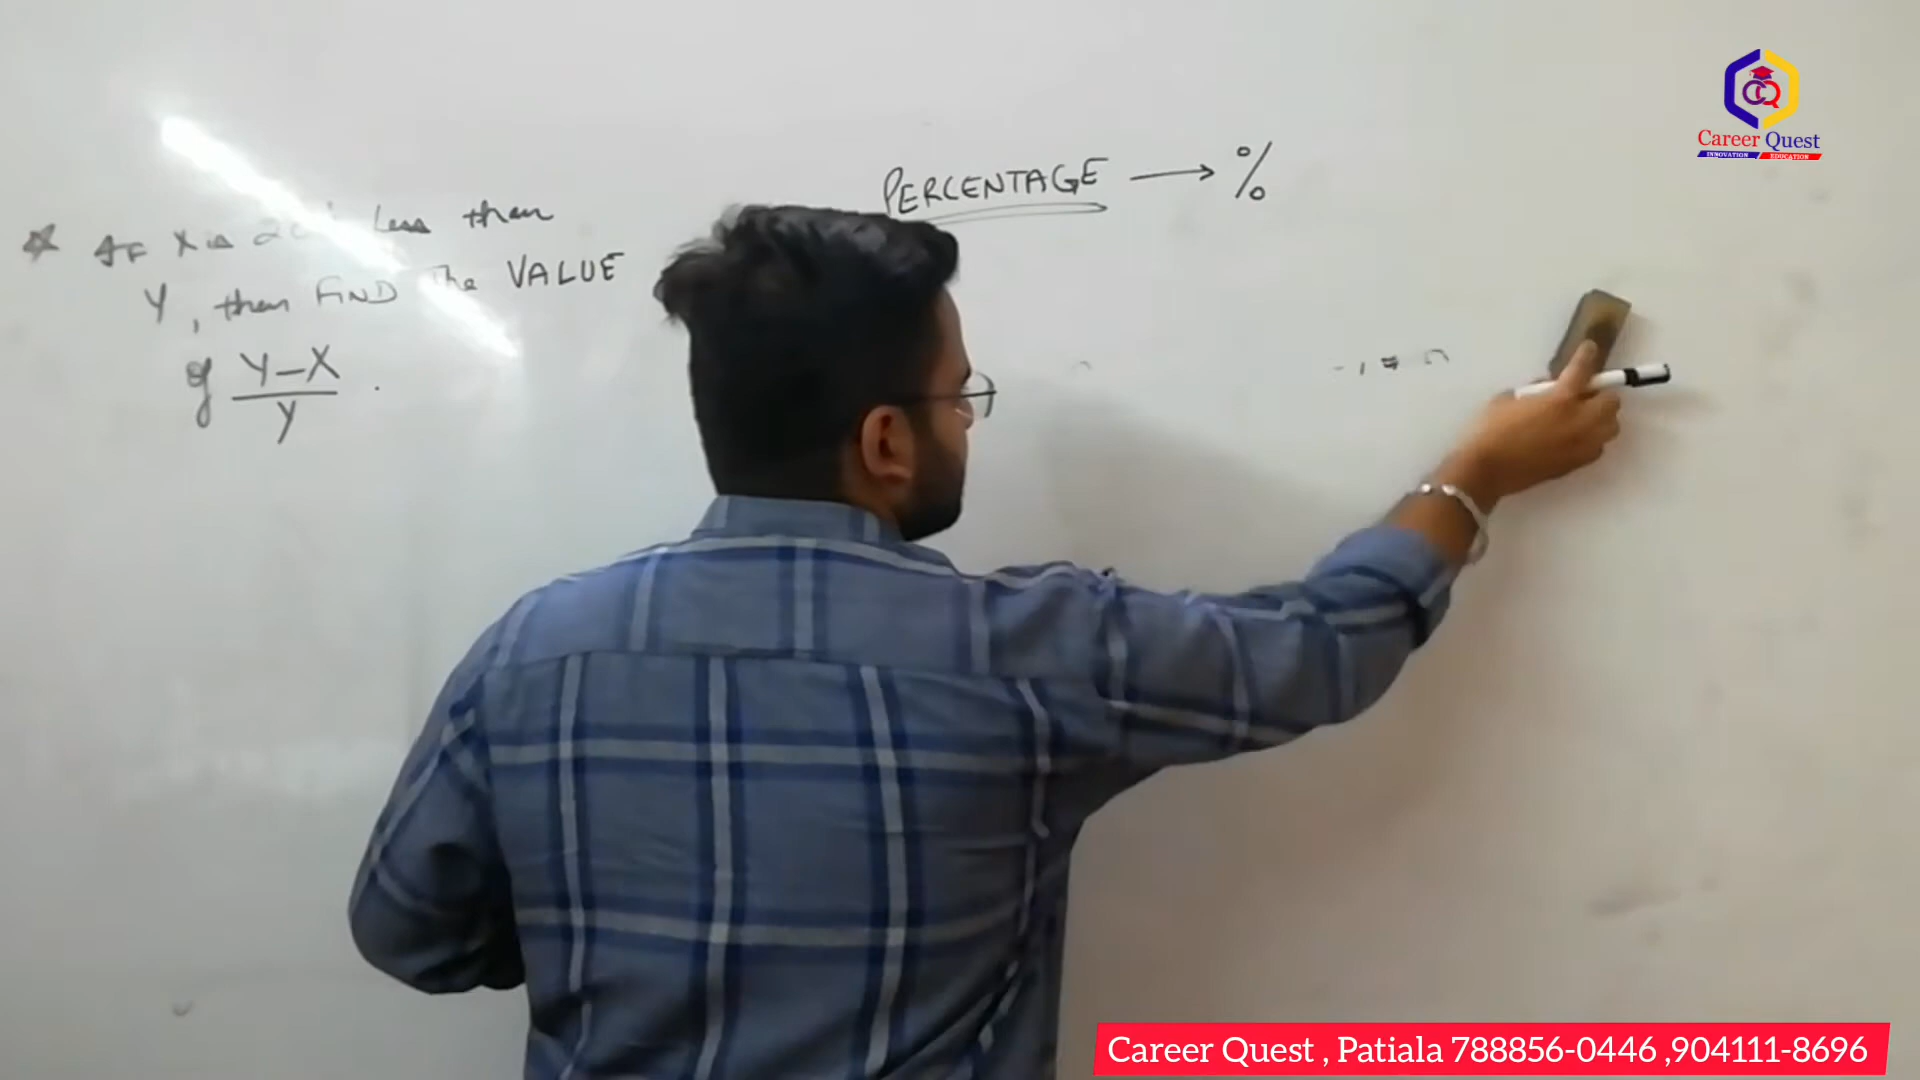 PERCENTAGE → %
☆ If X is less than
Y, then FIND the VALUE
of Y-X
Y
Career Quest
INNOVATION EDUCATION
Career Quest , Patiala 788856-0446 ,904111-8696